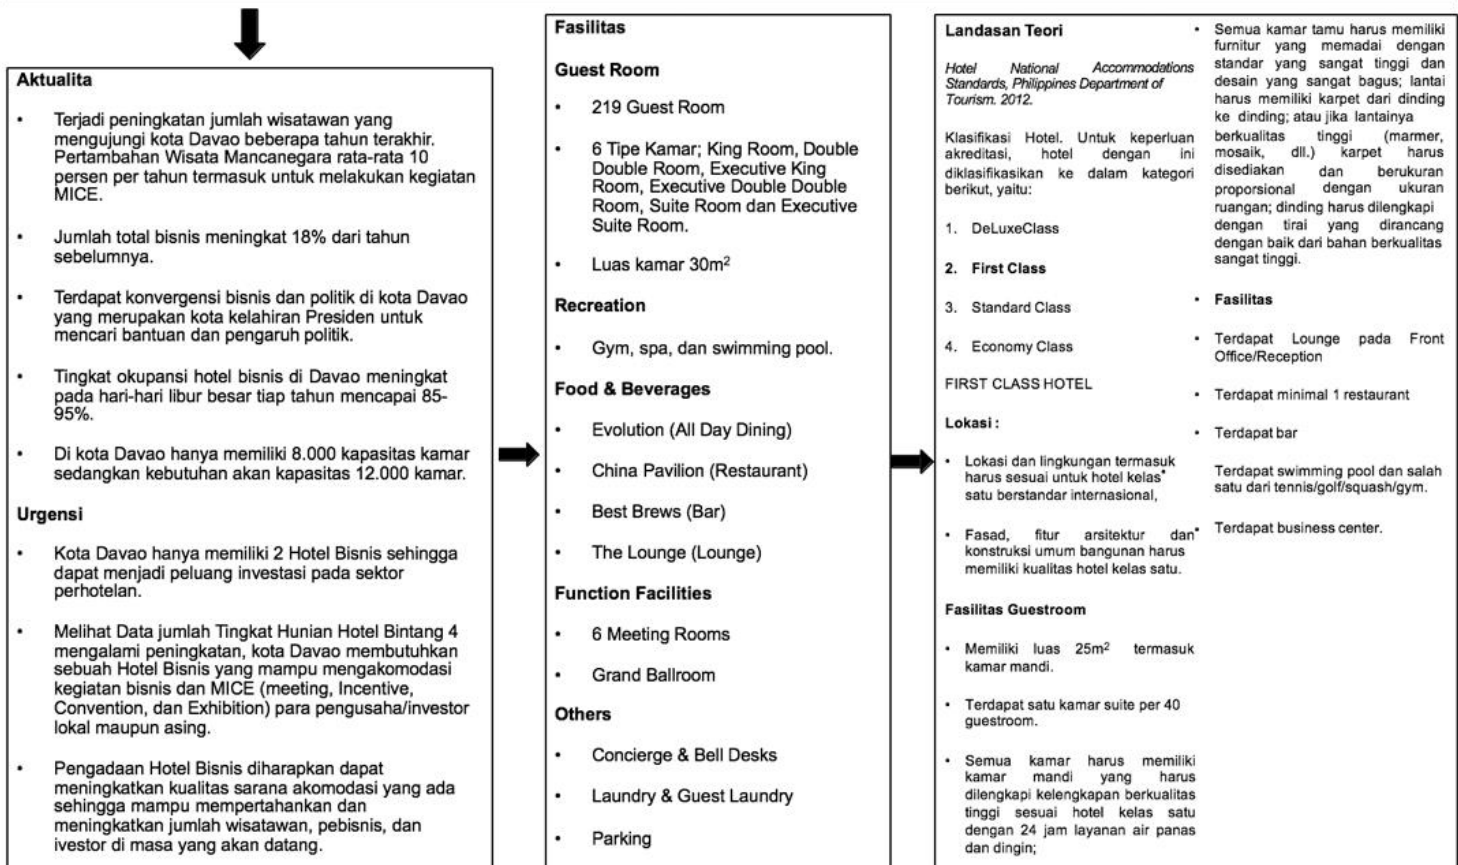 Aktualita
• Terjadi peningkatan jumlah wisatawan yang
mengujungi kota Davao beberapa tahun terakhir.
Pertambahan Wisata Mancanegara rata-rata 10
persen per tahun termasuk untuk melakukan kegiatan
MICE.
• Jumlah total bisnis meningkat 18% dari tahun
sebelumnya.
• Terdapat konvergensi bisnis dan politik di kota Davao
yang merupakan kota kelahiran Presiden untuk
mencari bantuan dan pengaruh politik.
• Tingkat okupansi hotel bisnis di Davao meningkat
pada hari-hari libur besar tiap tahun mencapai 85-
95%.
• Di kota Davao hanya memiliki 8.000 kapasitas kamar
sedangkan kebutuhan akan kapasitas 12.000 kamar.
Urgensi
• Kota Davao hanya memiliki 2 Hotel Bisnis sehingga
dapat menjadi peluang investasi pada sektor
perhotelan.
• Melihat Data jumlah Tingkat Hunian Hotel Bintang 4
mengalami peningkatan, kota Davao membutuhkan
sebuah Hotel Bisnis yang mampu mengakomodasi
kegiatan bisnis dan MICE (meeting, Incentive,
Convention, dan Exhibition) para pengusaha/investor
lokal maupun asing.
• Pengadaan Hotel Bisnis diharapkan dapat
meningkatkan kualitas sarana akomodasi yang ada
sehingga mampu mempertahankan dan
meningkatkan jumlah wisatawan, pebisnis, dan
ivestor di masa yang akan datang.
Fasilitas
Guest Room
• 219 Guest Room
• 6 Tipe Kamar; King Room, Double
Double Room, Executive King
Room, Executive Double Double
Room, Suite Room dan Executive
Suite Room.
• Luas kamar 30m²
Recreation
• Gym, spa, dan swimming pool.
Food & Beverages
• Evolution (All Day Dining)
• China Pavilion (Restaurant)
• Best Brews (Bar)
• The Lounge (Lounge)
Function Facilities
• 6 Meeting Rooms
• Grand Ballroom
Others
• Concierge & Bell Desks
• Laundry & Guest Laundry
• Parking
Landasan Teori
Hotel National Accommodations
Standards, Philippines Department of
Tourism. 2012.
Klasifikasi Hotel. Untuk keperluan
akreditasi, hotel dengan ini
diklasifikasikan ke dalam kategori
berikut, yaitu:
1. DeLuxeClass
2. First Class
3. Standard Class
4. Economy Class
FIRST CLASS HOTEL
Lokasi :
• Lokasi dan lingkungan termasuk
harus sesuai untuk hotel kelas
satu berstandar internasional,
• Fasad, fitur arsitektur dan
konstruksi umum bangunan harus
memiliki kualitas hotel kelas satu.
Fasilitas Guestroom
• Memiliki luas 25m² termasuk
kamar mandi.
• Terdapat satu kamar suite per 40
guestroom.
• Semua kamar harus memiliki
kamar mandi yang harus
dilengkapi kelengkapan berkualitas
tinggi sesuai hotel kelas satu
dengan 24 jam layanan air panas
dan dingin;
• Semua kamar tamu harus memiliki
furnitur yang memadai dengan
standar yang sangat tinggi dan
desain yang sangat bagus; lantai
harus memiliki karpet dari dinding
ke dinding; atau jika lantainya
berkualitas tinggi (marmer,
mosaik, dll.) karpet harus
disediakan dan berukuran
proporsional dengan ukuran
ruangan; dinding harus dilengkapi
dengan tirai yang dirancang
dengan baik dari bahan berkualitas
sangat tinggi.
• Fasilitas
• Terdapat Lounge pada Front
Office/Reception
• Terdapat minimal 1 restaurant
• Terdapat bar
• Terdapat swimming pool dan salah
satu dari tennis/golf/squash/gym.
• Terdapat business center.